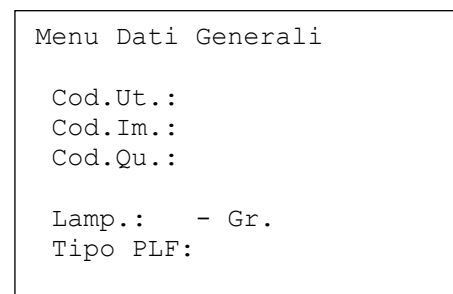 Menu Dati Generali
Cod.Ut.:
Cod.Im.:
Cod.Qu.:
Lamp.:   - Gr.
Tipo PLF: